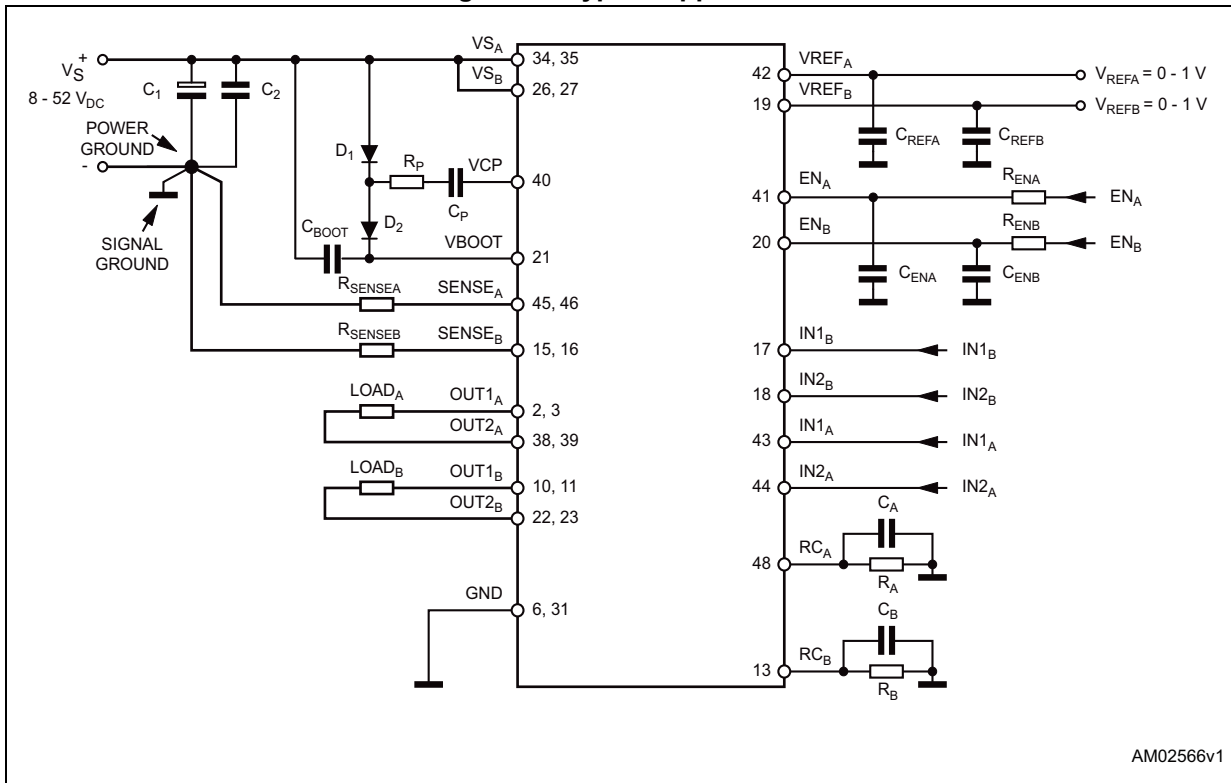 VS+
8 - 52 VDC
C1
C2
POWER
GROUND
-
SIGNAL
GROUND
D1
RP
VCP
CP
D2
CBOOT
VBOOT
RSENSEA
SENSEA
RSENSEB
SENSEB
LOADA
OUT1A
OUT2A
LOADB
OUT1B
OUT2B
GND
VSA
VSB
34, 35
26, 27
40
21
45, 46
15, 16
2, 3
38, 39
10, 11
22, 23
6, 31
42
VREFA
VREFA = 0 - 1 V
19
VREFB
VREFB = 0 - 1 V
CREFA
CREFB
41
ENA
RENA
ENA
20
ENB
RENB
ENB
CENA
CENB
17
IN1B
IN1B
18
IN2B
IN2B
43
IN1A
IN1A
44
IN2A
IN2A
CA
48
RCA
RA
CB
13
RCB
RB
AM02566v1